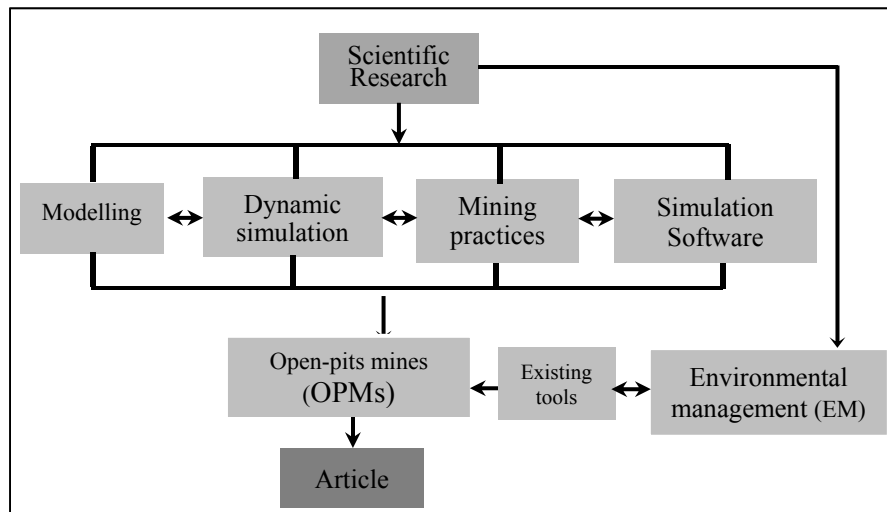 Scientific
Research
Modelling
Dynamic
simulation
Mining
practices
Simulation
Software
Open-pits mines
(OPMs)
Existing
tools
Environmental
management (EM)
Article